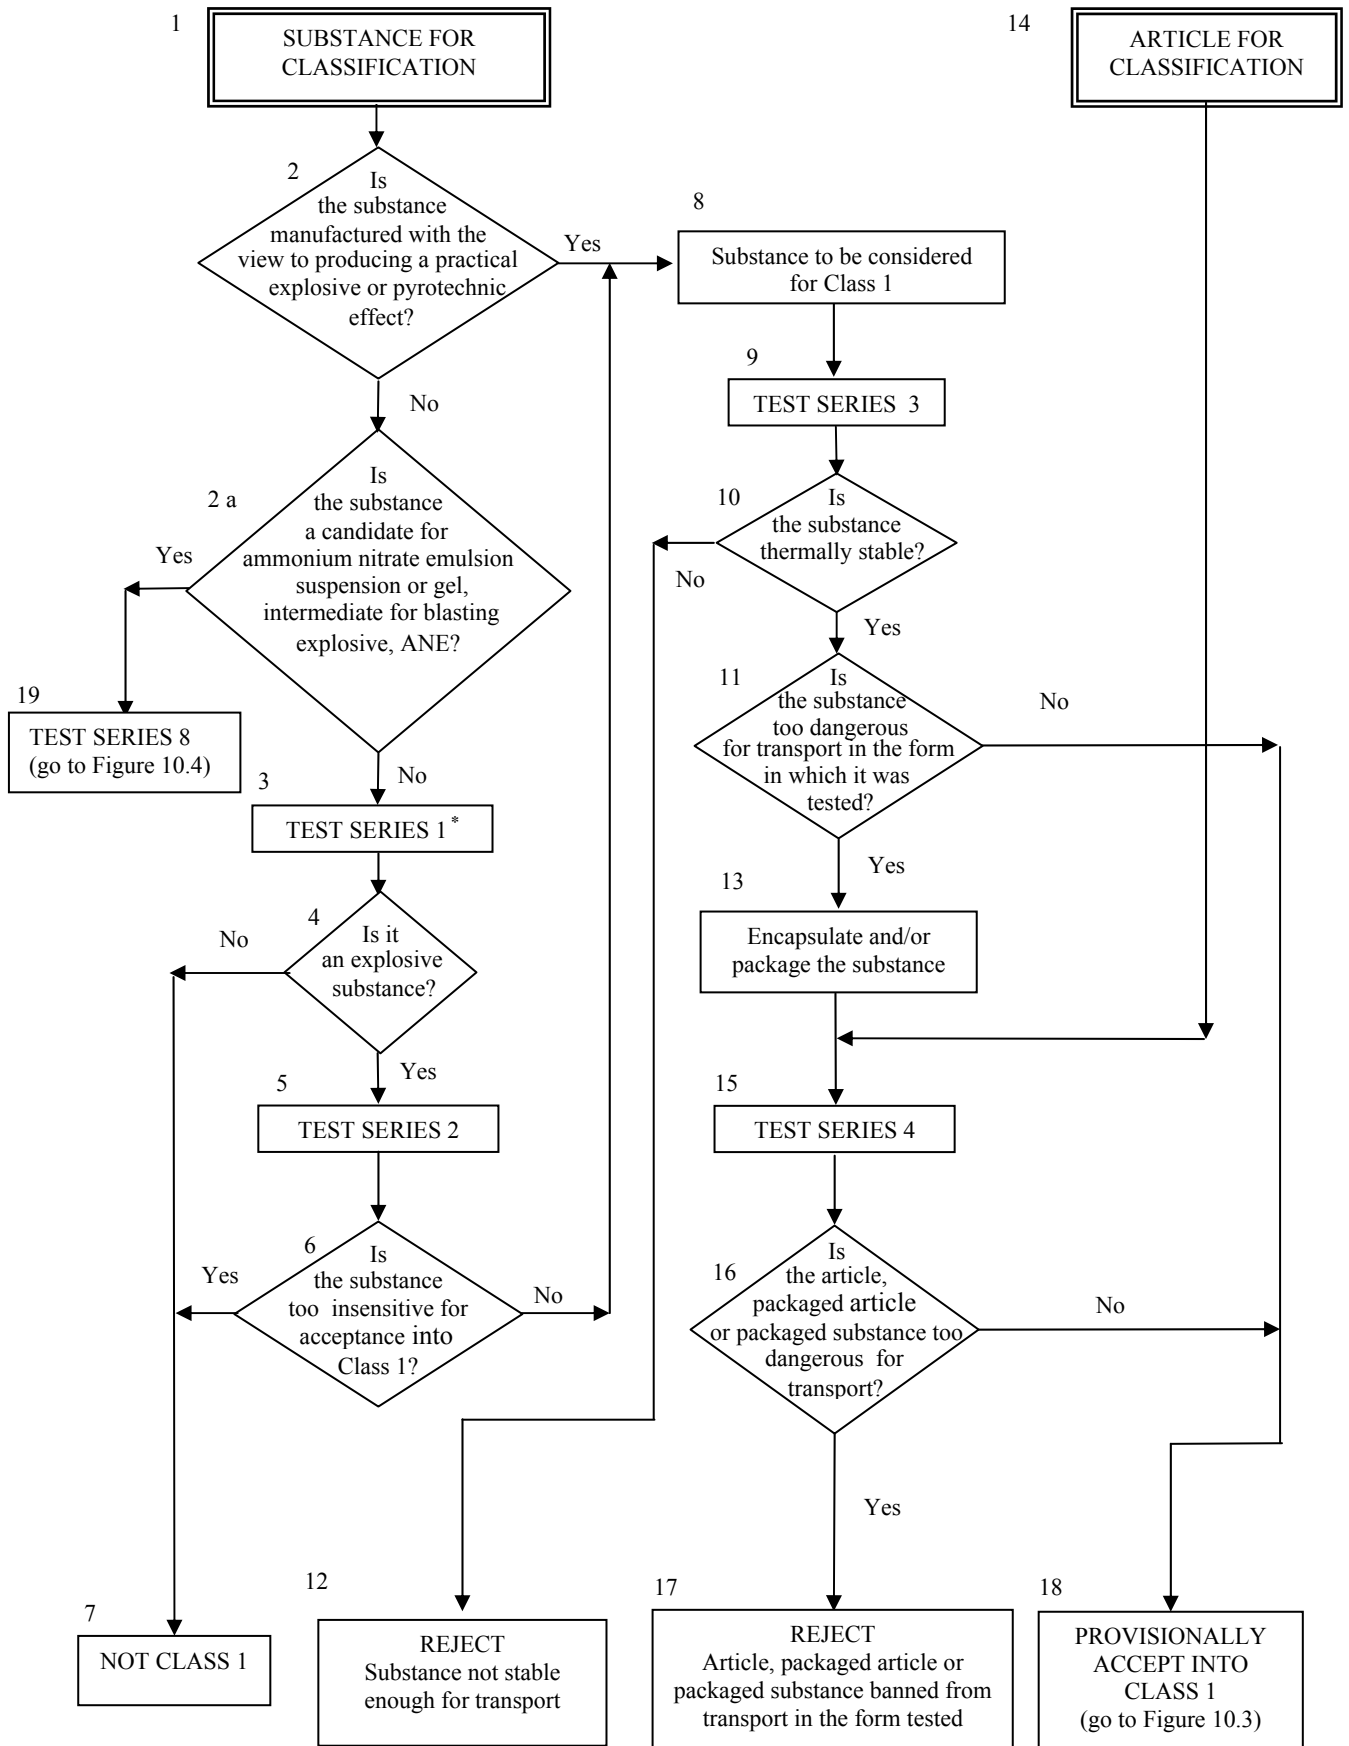 1
SUBSTANCE FOR
CLASSIFICATION
14
ARTICLE FOR
CLASSIFICATION
2
Is
the substance
manufactured with the
view to producing a practical
explosive or pyrotechnic
effect?
Yes
8
Substance to be considered
for Class 1
No
9
TEST SERIES 3
2 a
Is
the substance
a candidate for
ammonium nitrate emulsion
suspension or gel,
intermediate for blasting
explosive, ANE?
Yes
10
Is
the substance
thermally stable?
No
Yes
19
TEST SERIES 8
(go to Figure 10.4)
11
Is
the substance
too dangerous
for transport in the form
in which it was
tested?
No
No
3
TEST SERIES 1 *
Yes
13
Encapsulate and/or
package the substance
4
Is it
an explosive
substance?
No
Yes
5
TEST SERIES 2
15
TEST SERIES 4
6
Is
the substance
too insensitive for
acceptance into
Class 1?
Yes
No
16
Is
the article,
packaged article
or packaged substance too
dangerous for
transport?
No
Yes
7
NOT CLASS 1
12
REJECT
Substance not stable
enough for transport
17
REJECT
Article, packaged article or
packaged substance banned from
transport in the form tested
18
PROVISIONALLY
ACCEPT INTO
CLASS 1
(go to Figure 10.3)